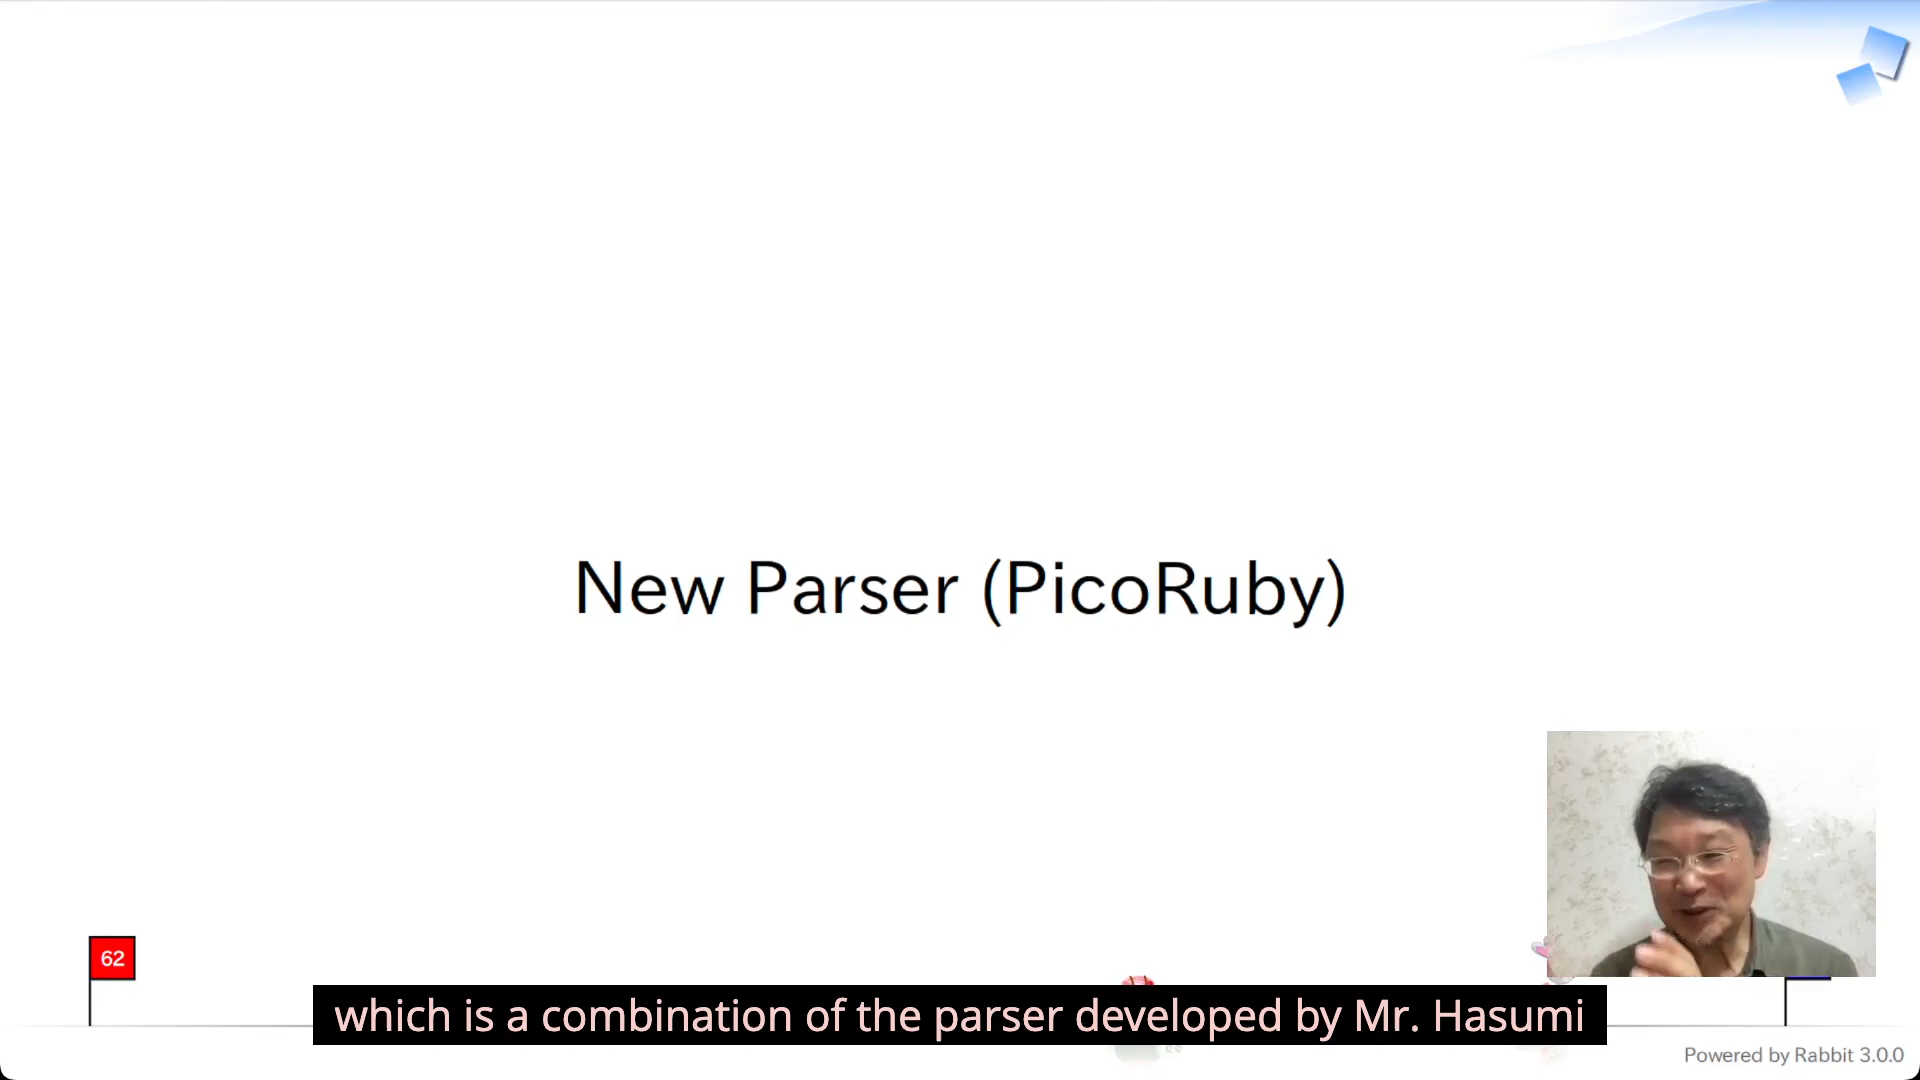 New Parser (PicoRuby)
62
which is a combination of the parser developed by Mr. Hasumi
Powered by Rabbit 3.0.0